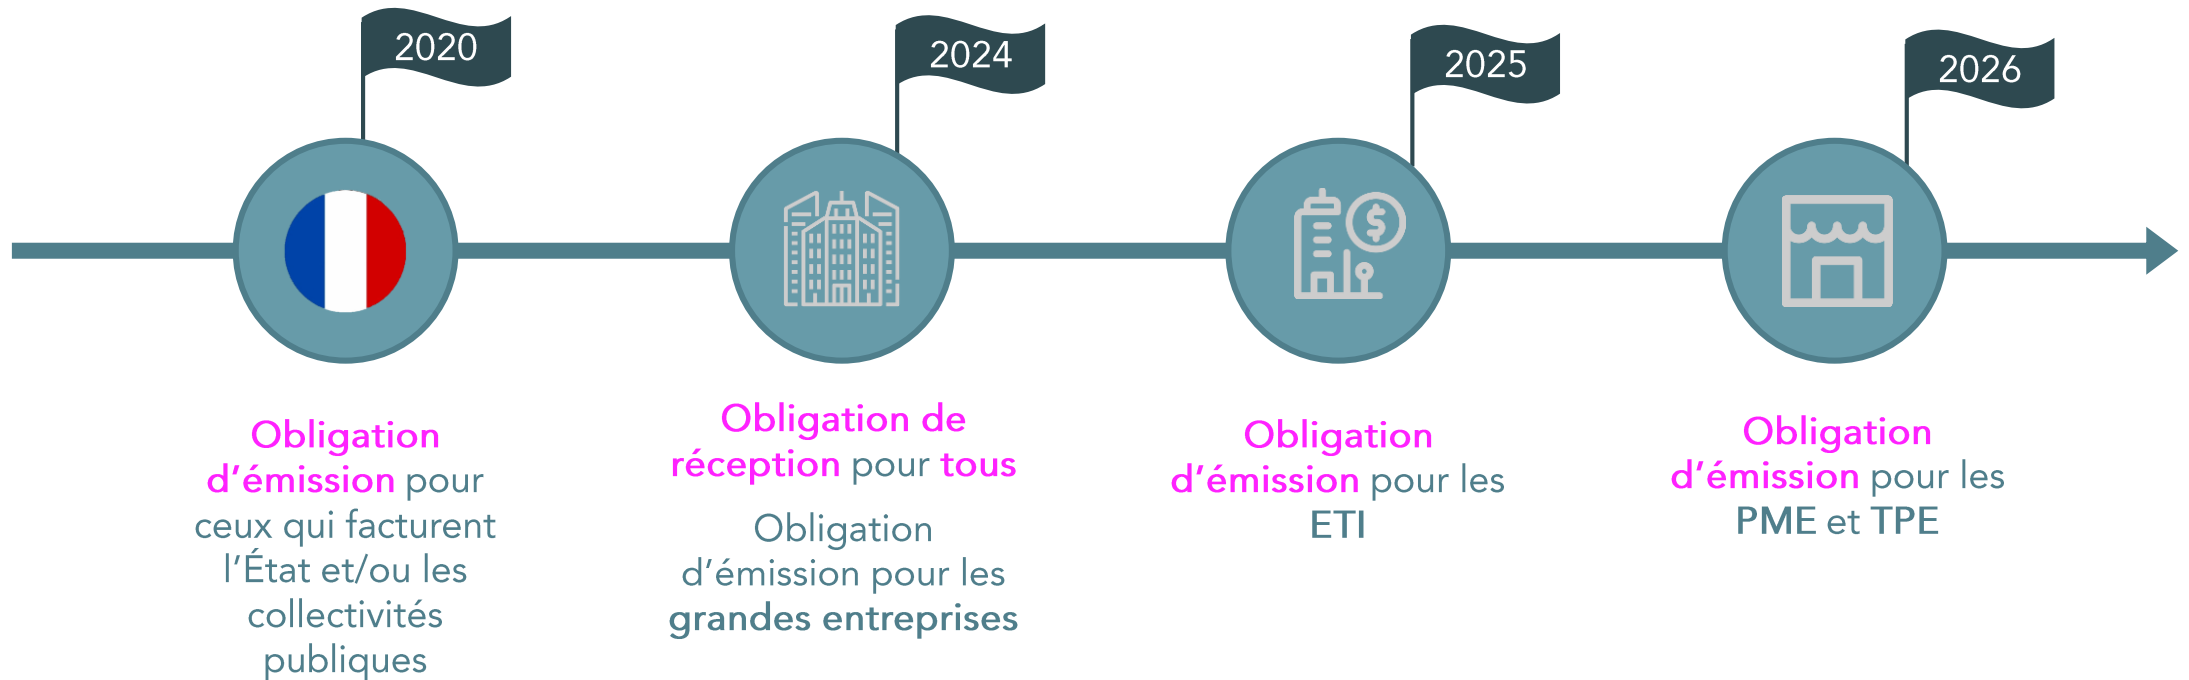 2020
Obligation
d’émission pour
ceux qui facturent
l’État et/ou les
collectivités
publiques
2024
Obligation de
réception pour tous
Obligation
d’émission pour les
grandes entreprises
2025
Obligation
d’émission pour les
ETI
2026
Obligation
d’émission pour les
PME et TPE